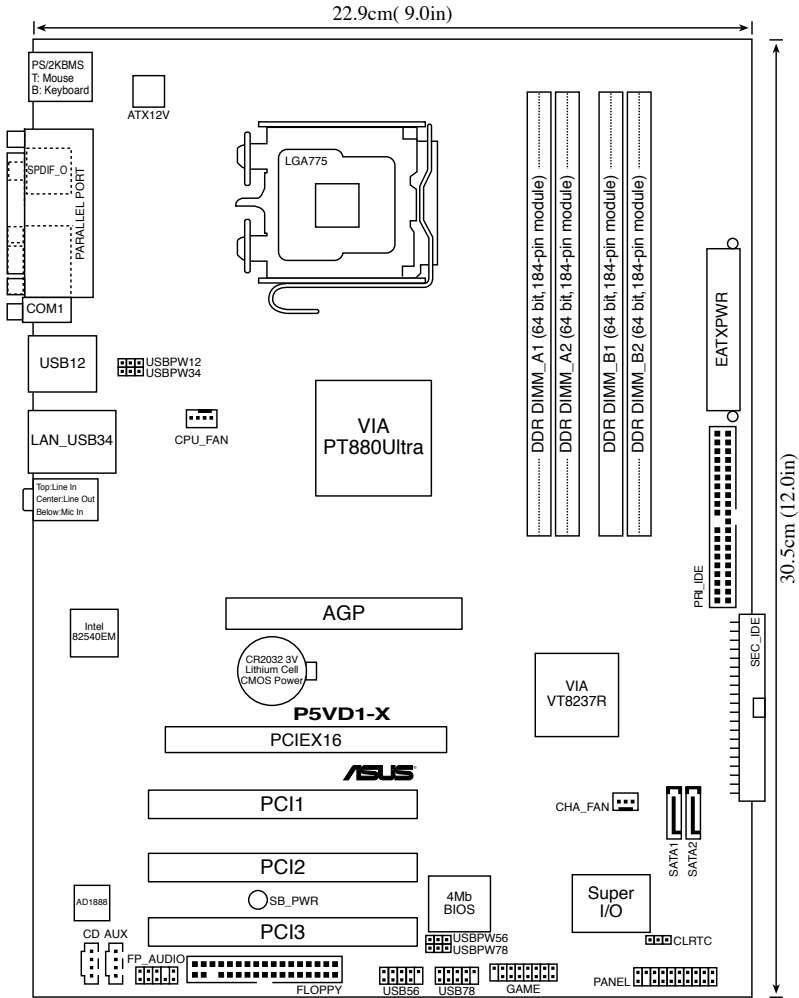 22.9cm( 9.0in)
PS/2KBMS
T: Mouse
B: Keyboard
ATX12V
SPDIF_O
PARALLEL PORT
LGA775
COM1
USB12
USBPW12
USBPW34
LAN_USB34
CPU_FAN
Top:Line In
Center:Line Out
Below:Mic In
VIA
PT880Ultra
DDR DIMM_A1 (64 bit,184-pin module)
DDR DIMM_A2 (64 bit,184-pin module)
DDR DIMM_B1 (64 bit,184-pin module)
DDR DIMM_B2 (64 bit,184-pin module)
EATXPWR
30.5cm (12.0in)
PRI_IDE
SEC_IDE
AGP
Intel
82540EM
CR2032 3V
Lithium Cell
CMOS Power
P5VD1-X
VIA
VT8237R
PCIEX16
ASUS
PCI1
CHA_FAN
SATA1
SATA2
PCI2
SB_PWR
4Mb
BIOS
Super
I/O
AD1888
PCI3
CD
AUX
USBPW56
USBPW78
CLRTC
FP_AUDIO
FLOPPY
USB56
USB78
GAME
PANEL